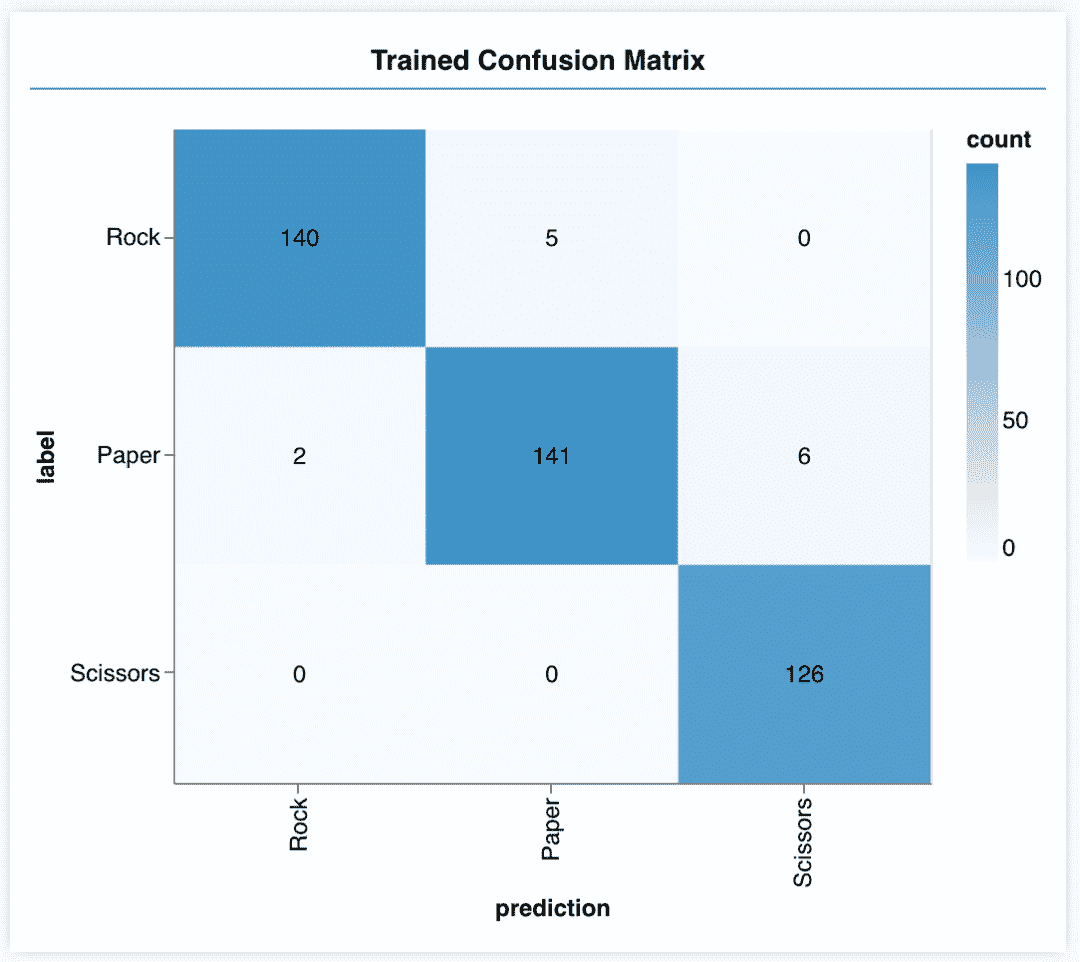 Trained Confusion Matrix
count
Rock 140 5 0
100
50
0
label
Paper 2 141 6
Scissors 0 0 126
Rock Paper Scissors
prediction